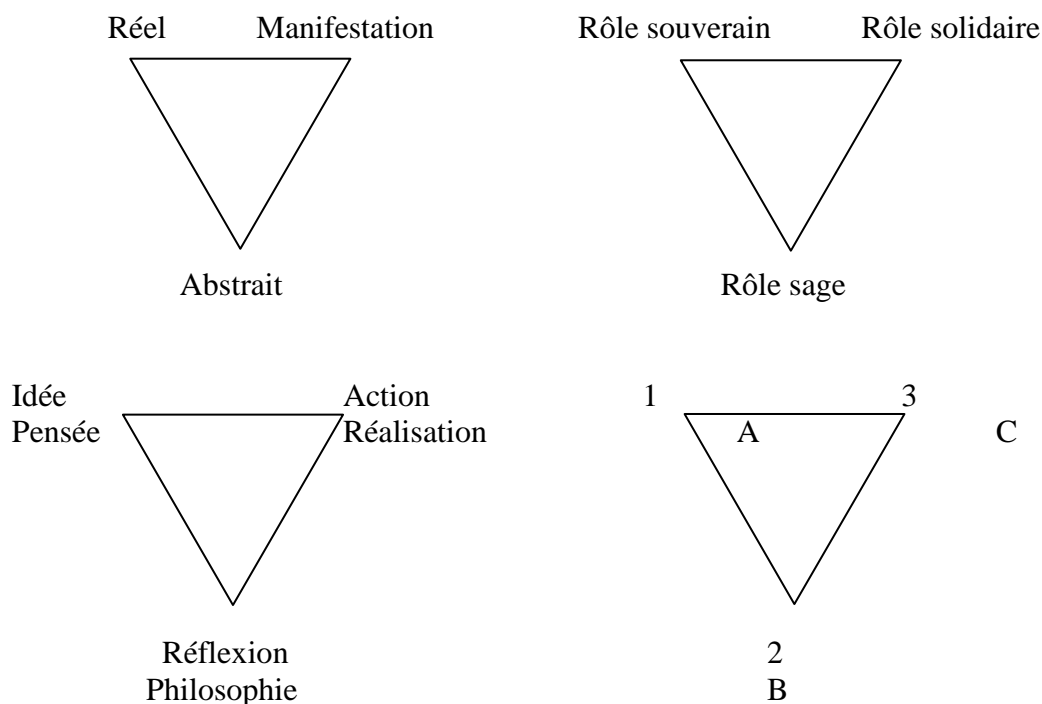 Réel Manifestation
Abstrait
Rôle souverain Rôle solidaire
Rôle sage
Idée Action
Pensée Réalisation
Réflexion
Philosophie
1 3
A C
2
B